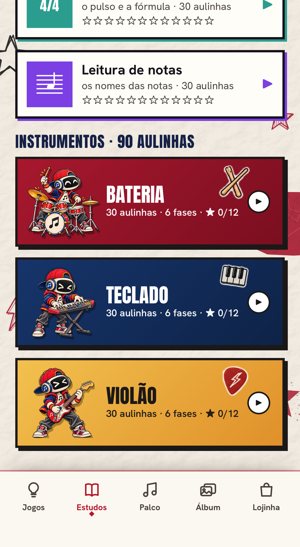 4/4
o pulso e a fórmula · 30 aulinhas
Leitura de notas
os nomes das notas · 30 aulinhas
INSTRUMENTOS · 90 AULINHAS
BATERIA
30 aulinhas · 6 fases · ★ 0/12
TECLADO
30 aulinhas · 6 fases · ★ 0/12
VIOLÃO
30 aulinhas · 6 fases · ★ 0/12
Jogos Estudos Palco Álbum Lojinha